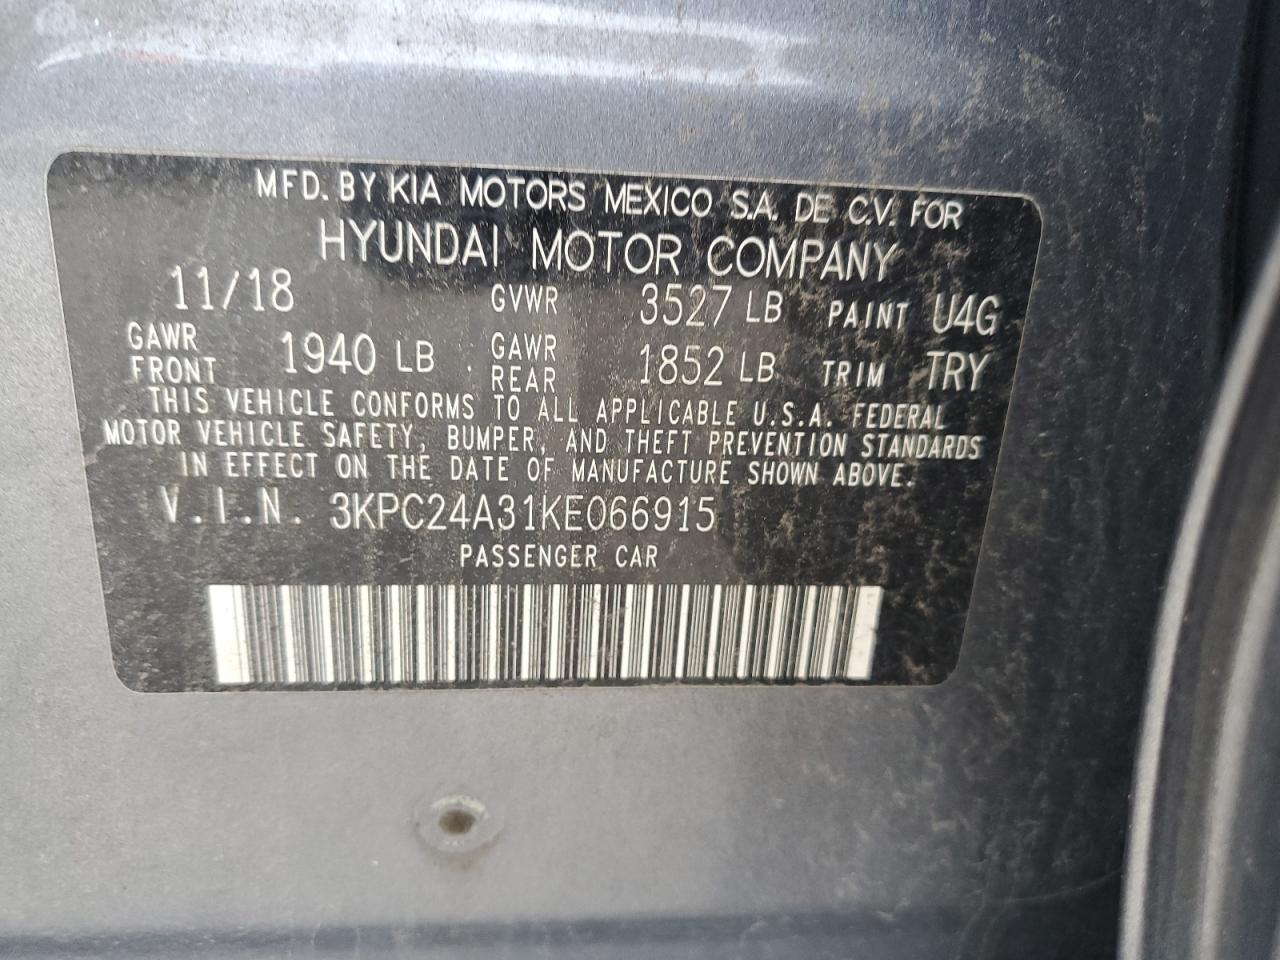 MFD. BY KIA MOTORS MEXICO S.A. DE C.V. FOR
HYUNDAI MOTOR COMPANY
11/18 GVWR 3527 LB PAINT U4G
GAWR FRONT 1940 LB GAWR REAR 1852 LB TRIM TRY
THIS VEHICLE CONFORMS TO ALL APPLICABLE U.S.A. FEDERAL
MOTOR VEHICLE SAFETY, BUMPER, AND THEFT PREVENTION STANDARDS
IN EFFECT ON THE DATE OF MANUFACTURE SHOWN ABOVE.
V.I.N. 3KPC24A31KE066915
PASSENGER CAR